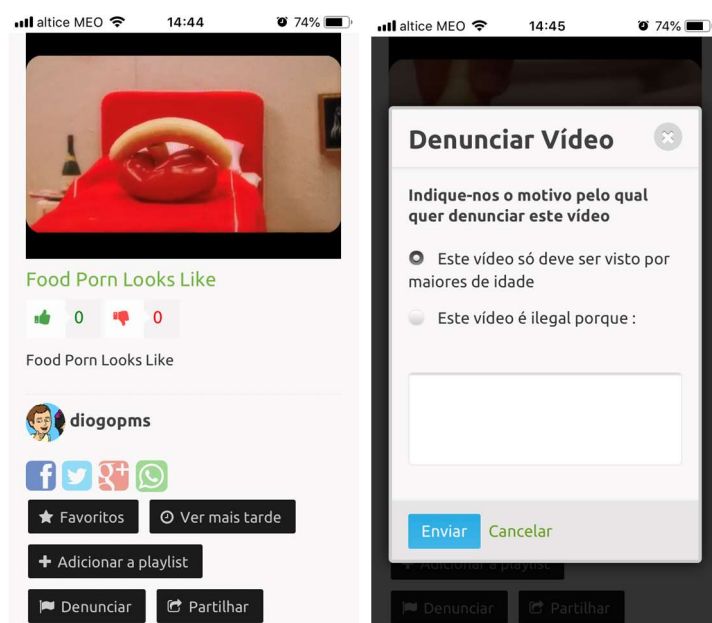 altice MEO 14:44 74%
Food Porn Looks Like
0 0
Food Porn Looks Like
diogopms
Favoritos
Ver mais tarde
Adicionar a playlist
Denunciar
Partilhar
altice MEO 14:45 74%
Denunciar Vídeo
Indique-nos o motivo pelo qual
quer denunciar este vídeo
Este vídeo só deve ser visto por
maiores de idade
Este vídeo é ilegal porque :
Enviar Cancelar
Adicionar a playlist
Denunciar
Partilhar